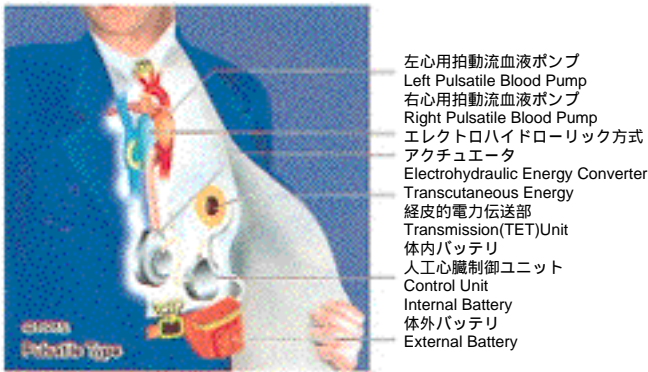 左心用拍動流血液ポンプ
Left Pulsatile Blood Pump
右心用拍動流血液ポンプ
Right Pulsatile Blood Pump
エレクトロハイドローリック方式
アクチュエータ
Electrohydraulic Energy Converter
Transcutaneous Energy
経皮的電力伝送部
Transmission(TET)Unit
体内バッテリ
人工心臓制御ユニット
Control Unit
Internal Battery
体外バッテリ
External Battery
Pulsatile Type